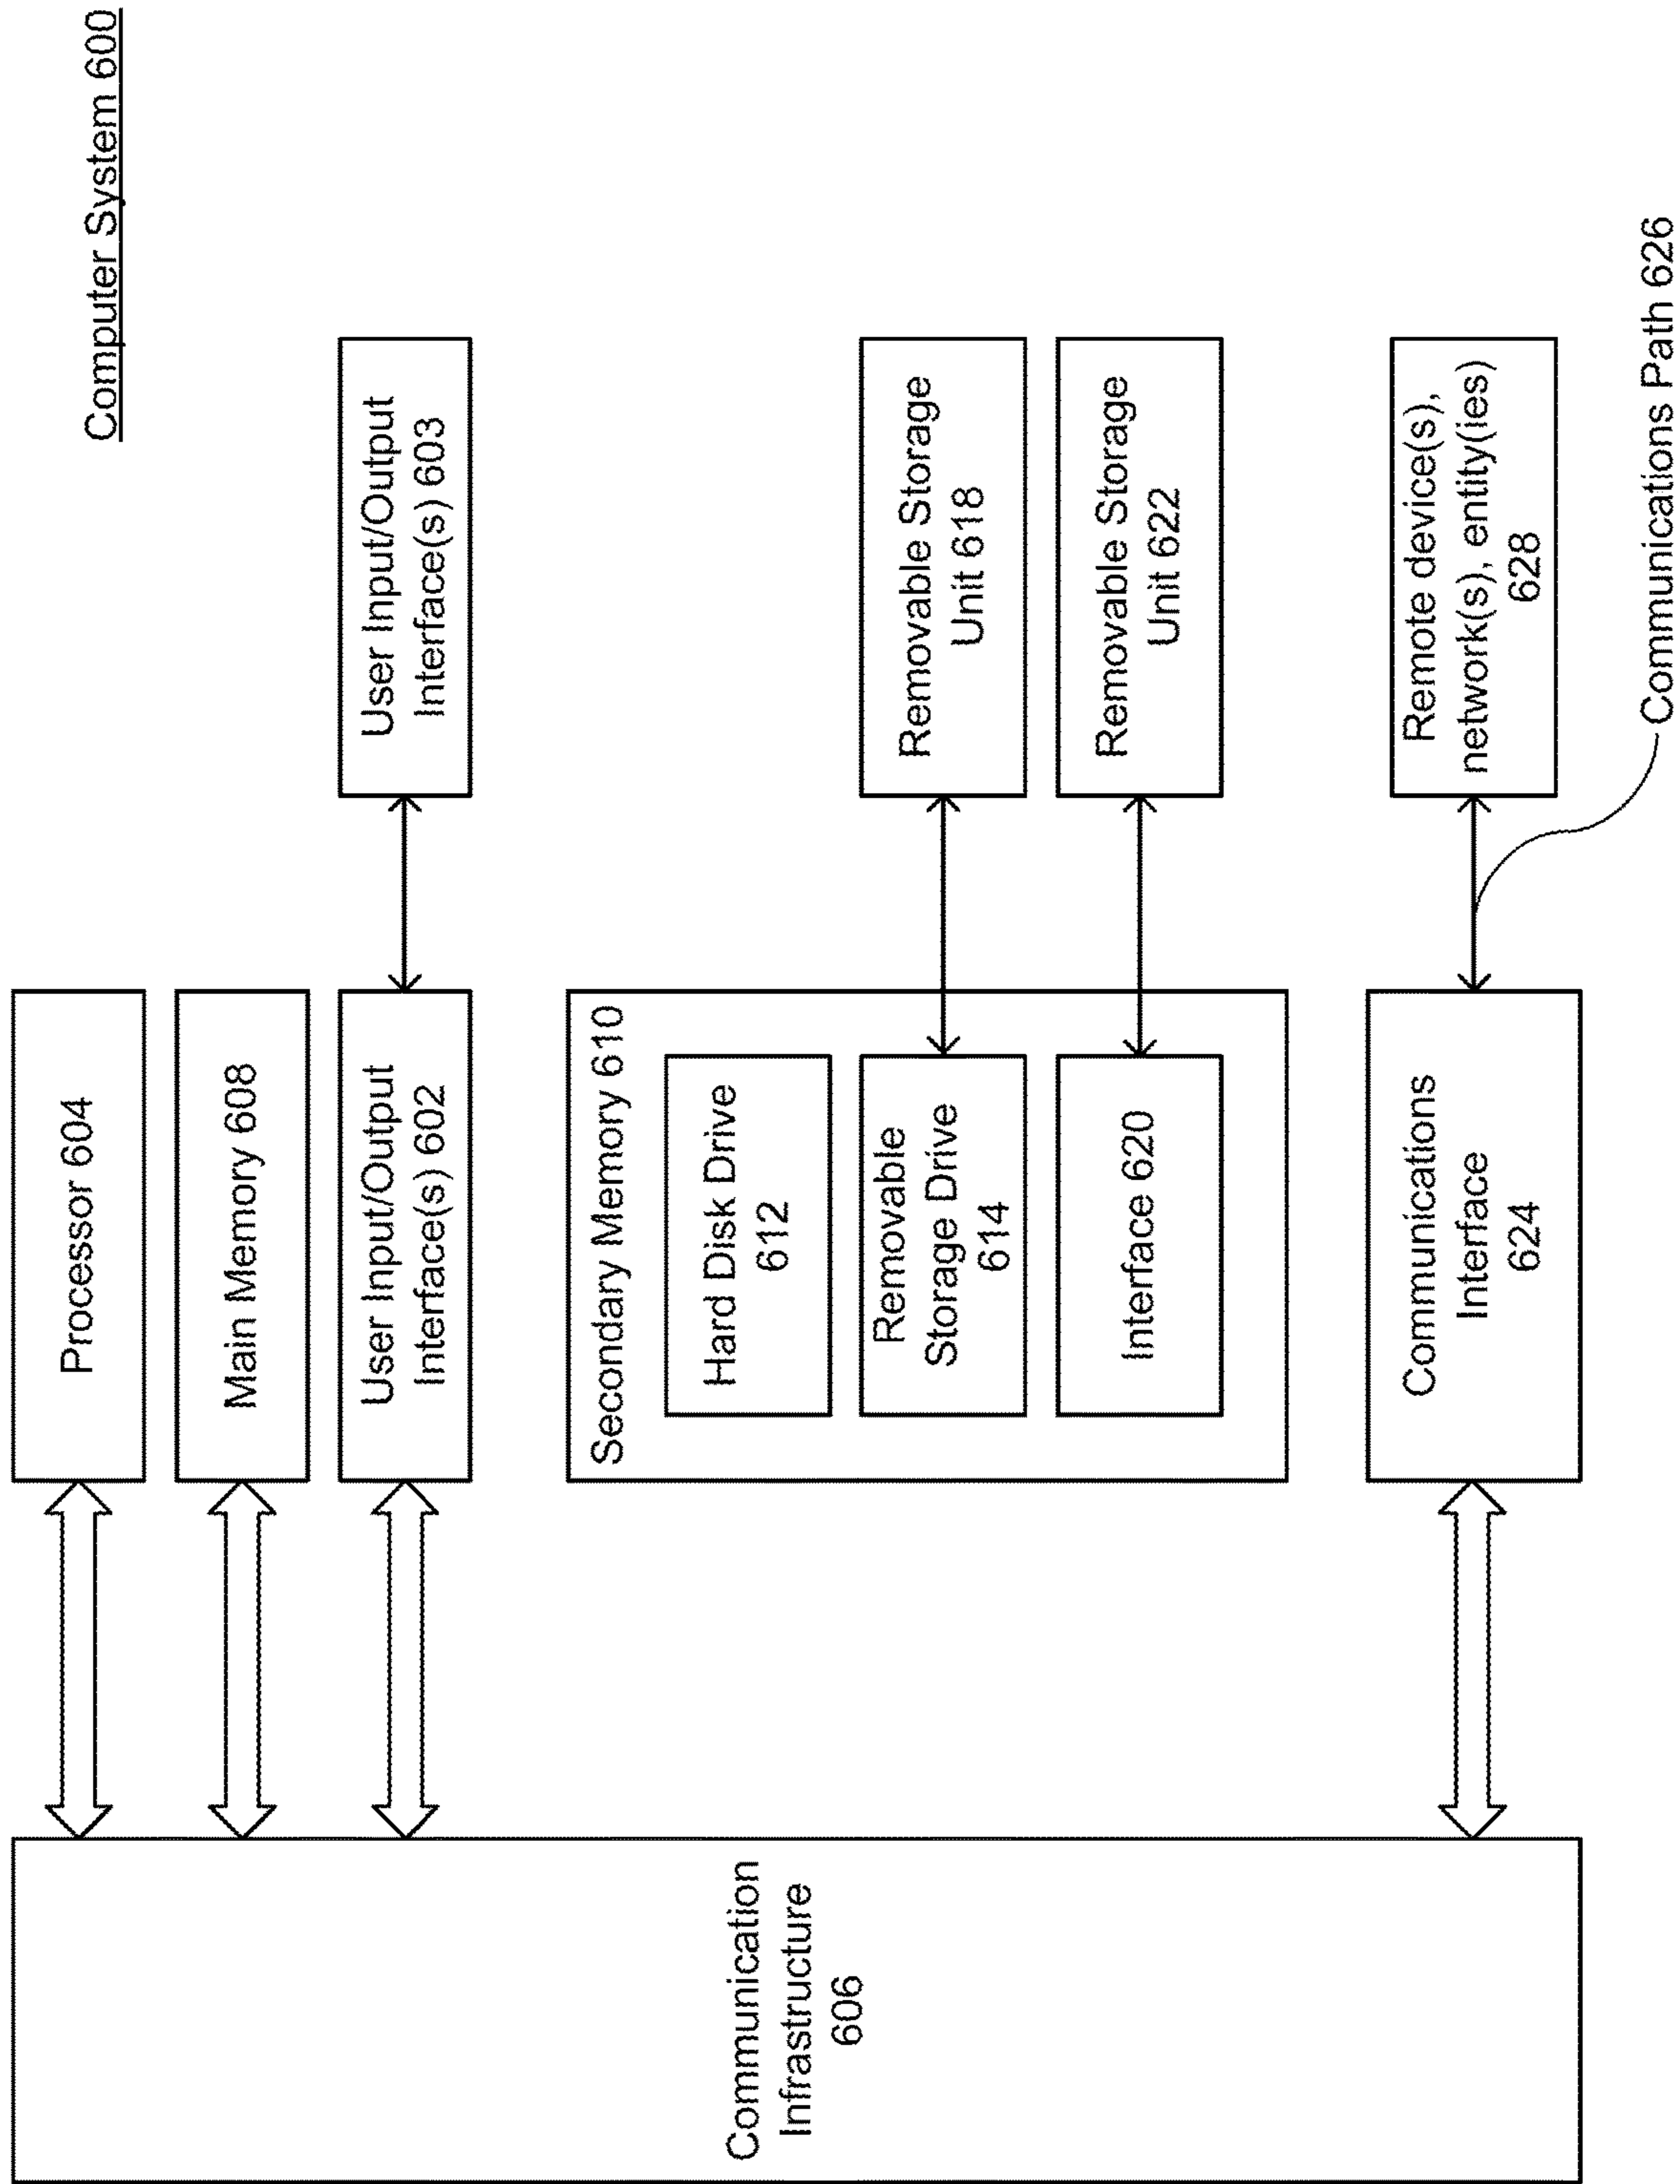 Computer System 600
Processor 604
Main Memory 608
User Input/Output
Interface(s) 602
User Input/Output
Interface(s) 603
Communication
Infrastructure
606
Secondary Memory 610
Hard Disk Drive
612
Removable
Storage Drive
614
Removable Storage
Unit 618
Interface 620
Removable Storage
Unit 622
Communications
Interface
624
Remote device(s),
network(s), entity(ies)
628
Communications Path 626